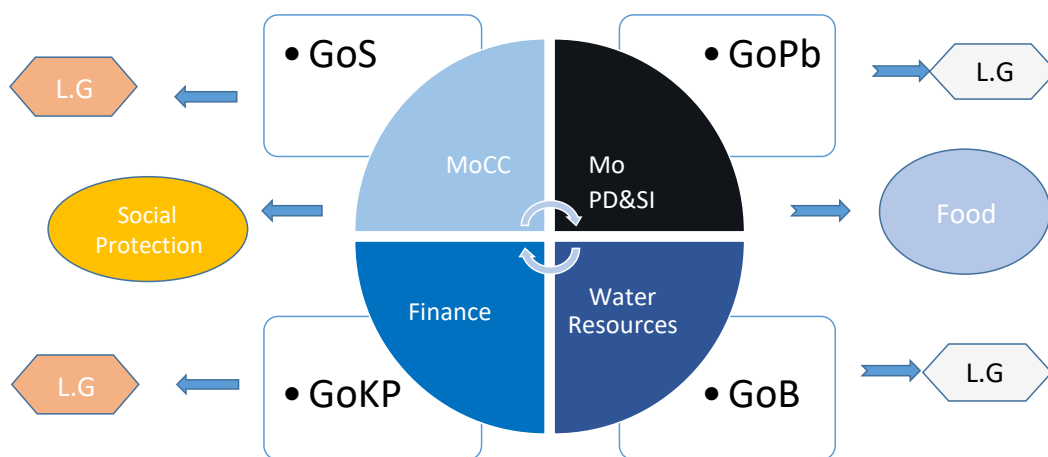 • GoS
• GoPb
L.G
L.G
MoCC
Mo
PD&SI
Social
Protection
Food
Finance
Water
Resources
L.G
L.G
• GoKP
• GoB